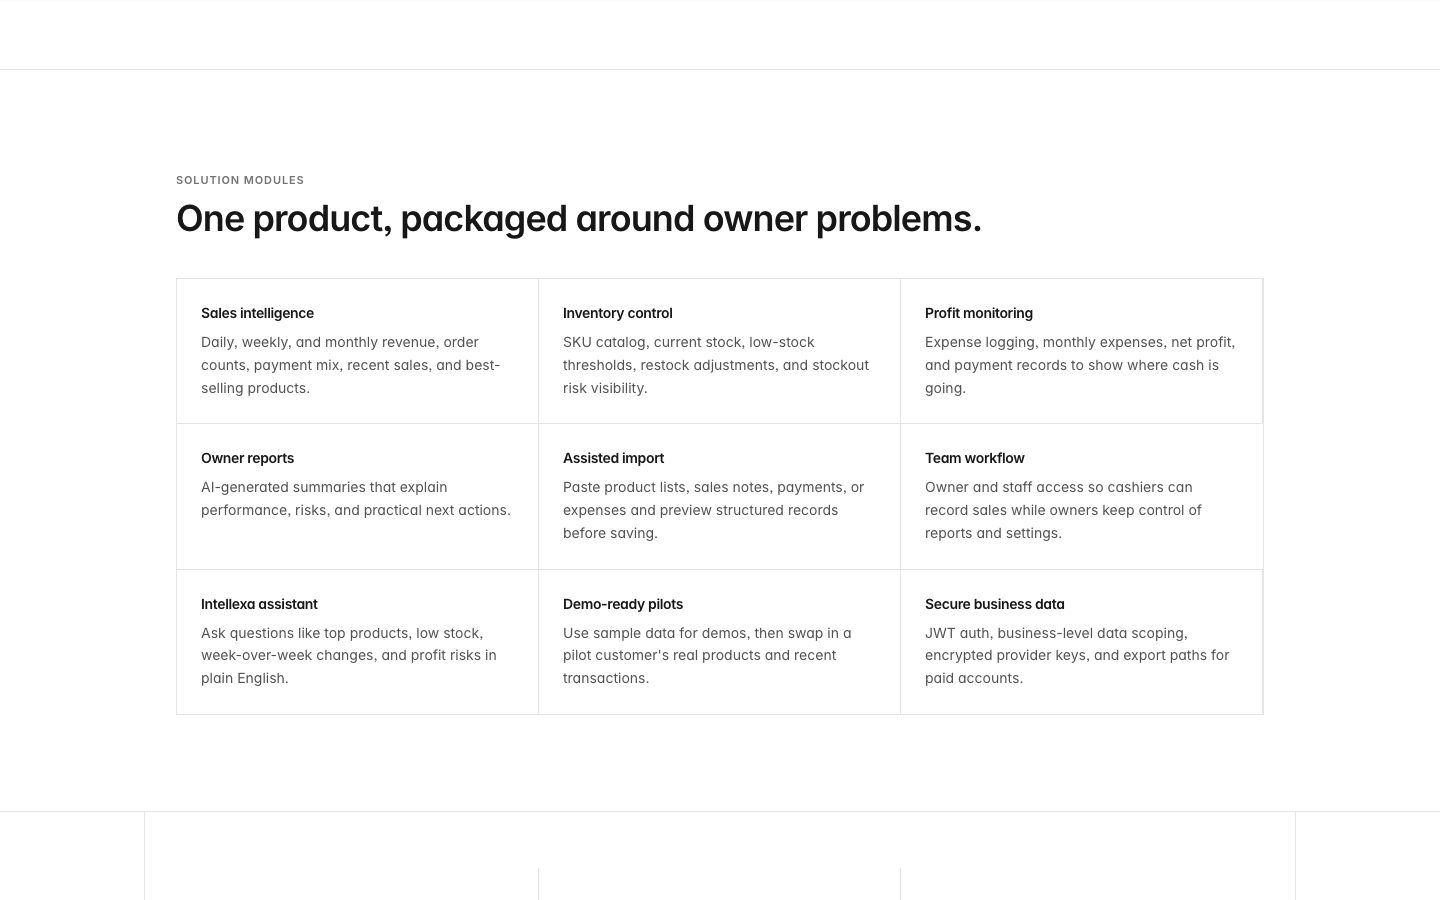 SOLUTION MODULES
One product, packaged around owner problems.
Sales intelligence
Daily, weekly, and monthly revenue, order
counts, payment mix, recent sales, and best-
selling products.
Inventory control
SKU catalog, current stock, low-stock
thresholds, restock adjustments, and stockout
risk visibility.
Profit monitoring
Expense logging, monthly expenses, net profit,
and payment records to show where cash is
going.
Owner reports
AI-generated summaries that explain
performance, risks, and practical next actions.
Assisted import
Paste product lists, sales notes, payments, or
expenses and preview structured records
before saving.
Team workflow
Owner and staff access so cashiers can
record sales while owners keep control of
reports and settings.
Intellexa assistant
Ask questions like top products, low stock,
week-over-week changes, and profit risks in
plain English.
Demo-ready pilots
Use sample data for demos, then swap in a
pilot customer's real products and recent
transactions.
Secure business data
JWT auth, business-level data scoping,
encrypted provider keys, and export paths for
paid accounts.